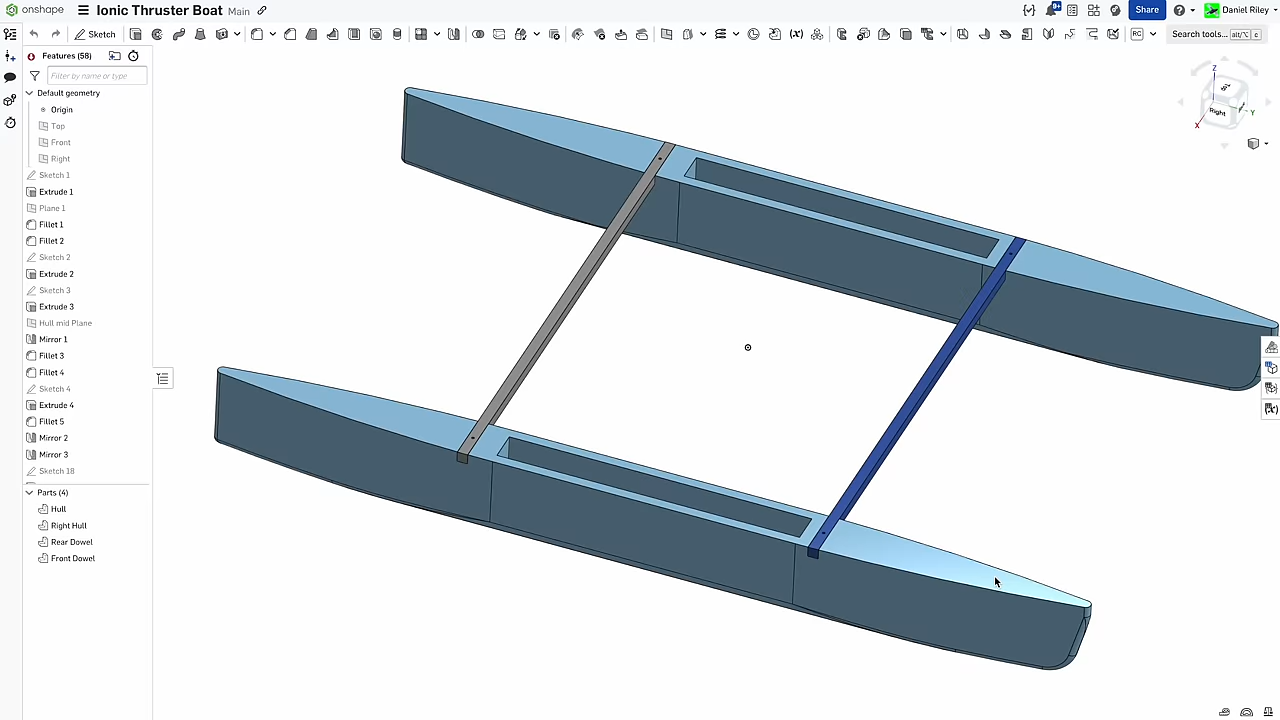 onshape
Ionic Thruster Boat Main
Share
Daniel Riley
Sketch
Search tools... alt/⌥ c
Features (58)
Filter by name or type
Default geometry
Origin
Top
Front
Right
Sketch 1
Extrude 1
Plane 1
Fillet 1
Fillet 2
Sketch 2
Extrude 2
Sketch 3
Extrude 3
Hull mid Plane
Mirror 1
Fillet 3
Fillet 4
Sketch 4
Extrude 4
Fillet 5
Mirror 2
Mirror 3
Sketch 18
Parts (4)
Hull
Right Hull
Rear Dowel
Front Dowel
Z
Right
Y
X
RC